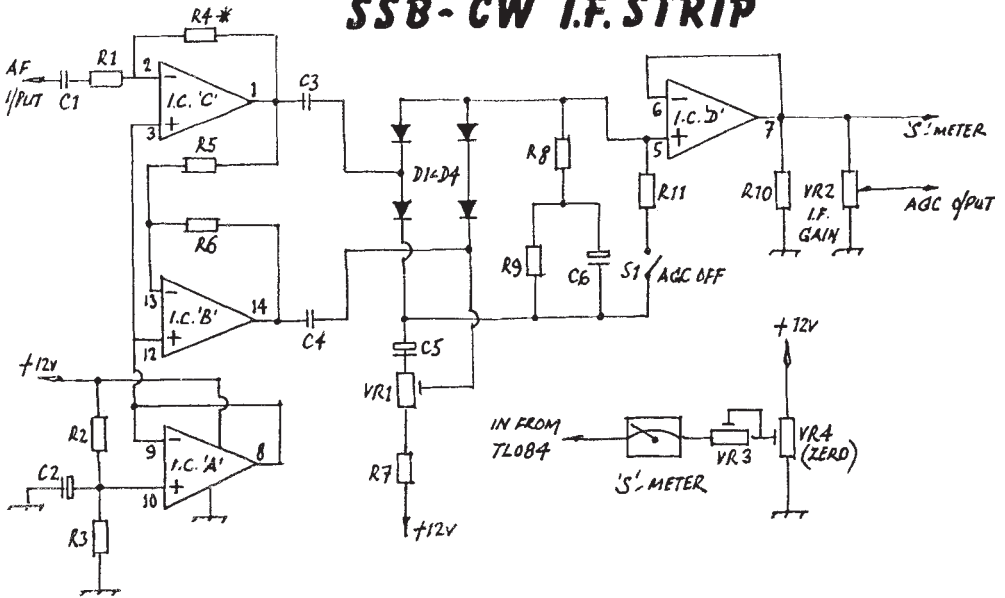 SSB-CW I.F. STRIP
R4*
AF
I/PUT
C1
R1
2
-
I.C.'C'
+
3
1
C3
R5
R6
13
-
I.C.'B'
+
12
14
C4
+12v
R2
C2
R3
9
-
I.C.'A'
+
10
8
D1-D4
C5
VR1
R7
+12v
R8
R9
C6
R11
S1
AGC OFF
6
-
I.C.'D'
+
5
7
R10
VR2
I.F.
GAIN
'S' METER
AGC O/PUT
IN FROM
TL084
'S'-METER
VR3
+12v
VR4
(ZERO)